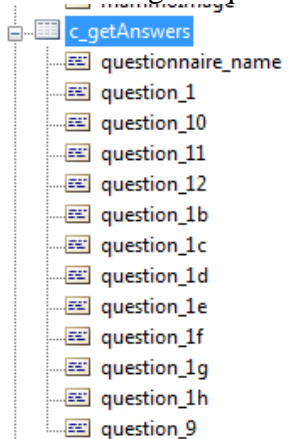 c_getAnswers
questionnaire_name
question_1
question_10
question_11
question_12
question_1b
question_1c
question_1d
question_1e
question_1f
question_1g
question_1h
question_9